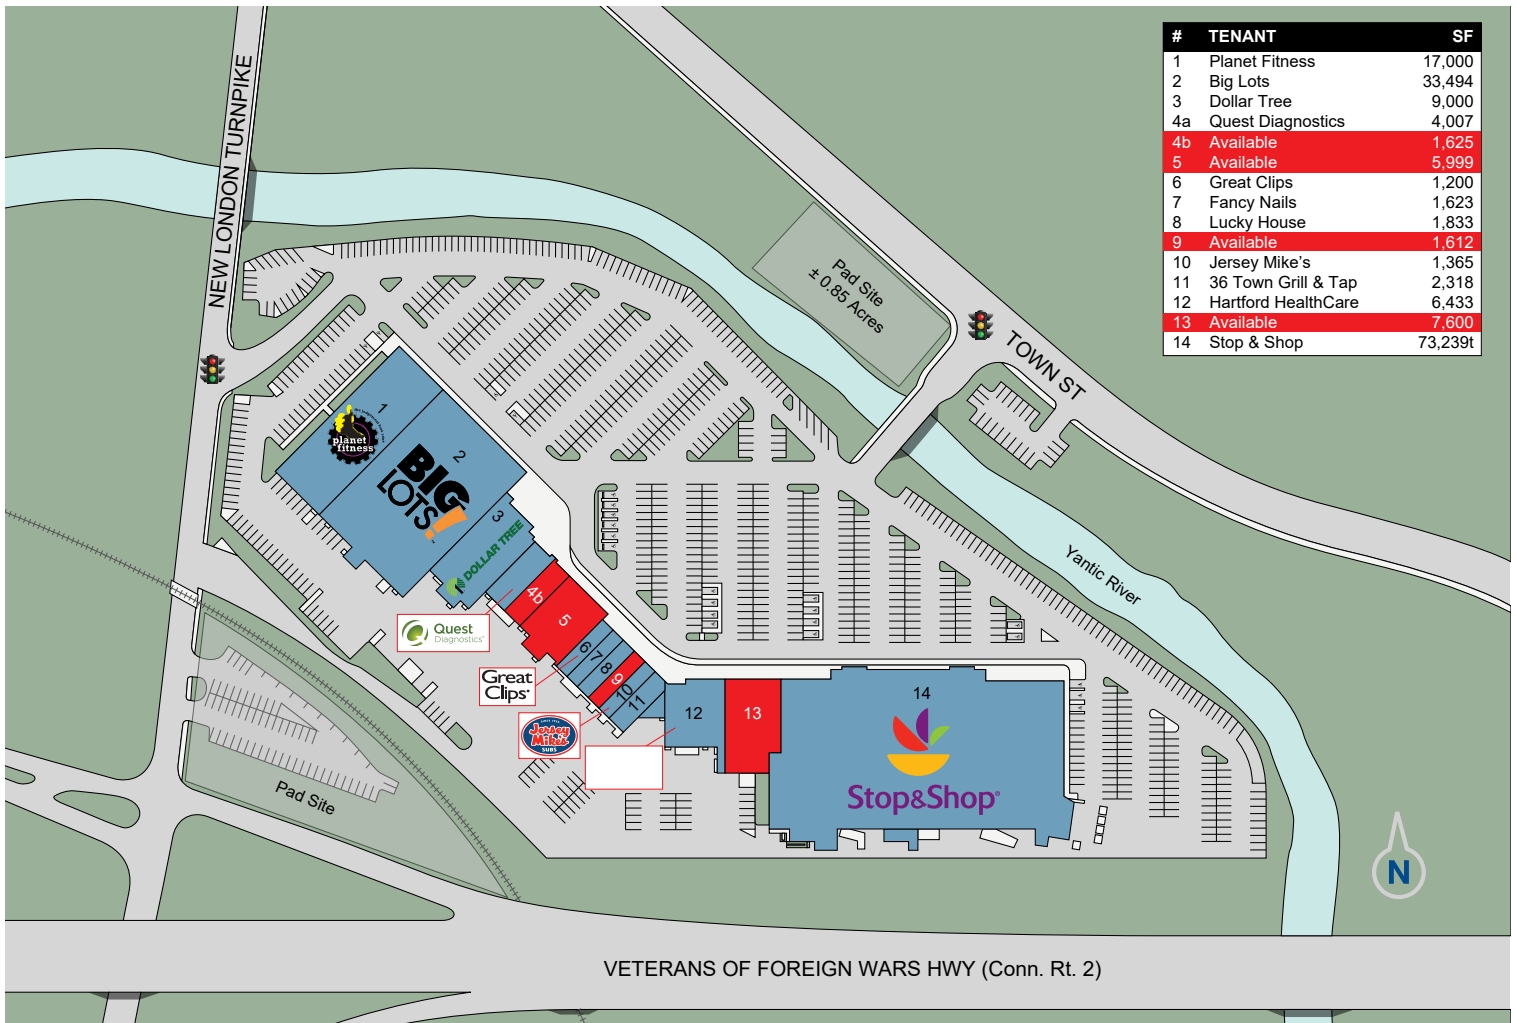 # TENANT SF
1 Planet Fitness 17,000
2 Big Lots 33,494
3 Dollar Tree 9,000
4a Quest Diagnostics 4,007
4b Available 1,625
5 Available 5,999
6 Great Clips 1,200
7 Fancy Nails 1,623
8 Lucky House 1,833
9 Available 1,612
10 Jersey Mike's 1,365
11 36 Town Grill & Tap 2,318
12 Hartford HealthCare 6,433
13 Available 7,600
14 Stop & Shop 73,239t
NEW LONDON TURNPIKE
Pad Site
± 0.85 Acres
TOWN ST
Yantic River
1
planet
fitness
2
BIG
LOTS!
3
DOLLAR TREE
4b
5
Quest
Diagnostics
6
7
8
9
10
11
Great
Clips
SINCE 1956
Jersey
Mike's
SUBS
12
13
14
Stop&Shop
Pad Site
N
VETERANS OF FOREIGN WARS HWY (Conn. Rt. 2)